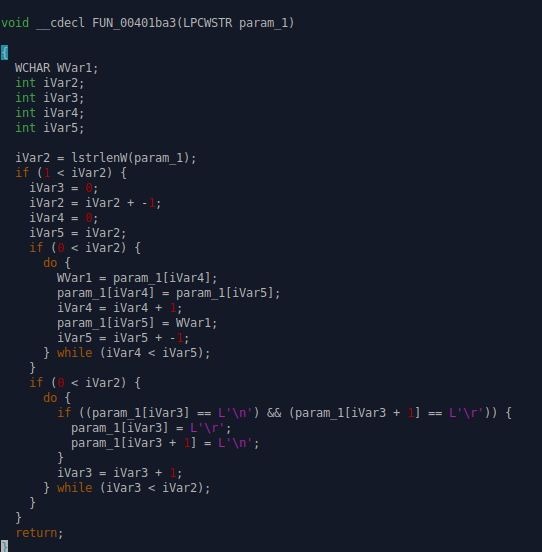 void __cdecl FUN_00401ba3(LPCWSTR param_1)
{
WCHAR WVar1;
int iVar2;
int iVar3;
int iVar4;
int iVar5;
iVar2 = lstrlenW(param_1);
if (1 < iVar2) {
iVar3 = 0;
iVar2 = iVar2 + -1;
iVar4 = 0;
iVar5 = iVar2;
if (0 < iVar2) {
do {
WVar1 = param_1[iVar4];
param_1[iVar4] = param_1[iVar5];
iVar4 = iVar4 + 1;
param_1[iVar5] = WVar1;
iVar5 = iVar5 + -1;
} while (iVar4 < iVar5);
}
if (0 < iVar2) {
do {
if ((param_1[iVar3] == L'\n') && (param_1[iVar3 + 1] == L'\r')) {
param_1[iVar3] = L'\r';
param_1[iVar3 + 1] = L'\n';
}
iVar3 = iVar3 + 1;
} while (iVar3 < iVar2);
}
}
return;
}